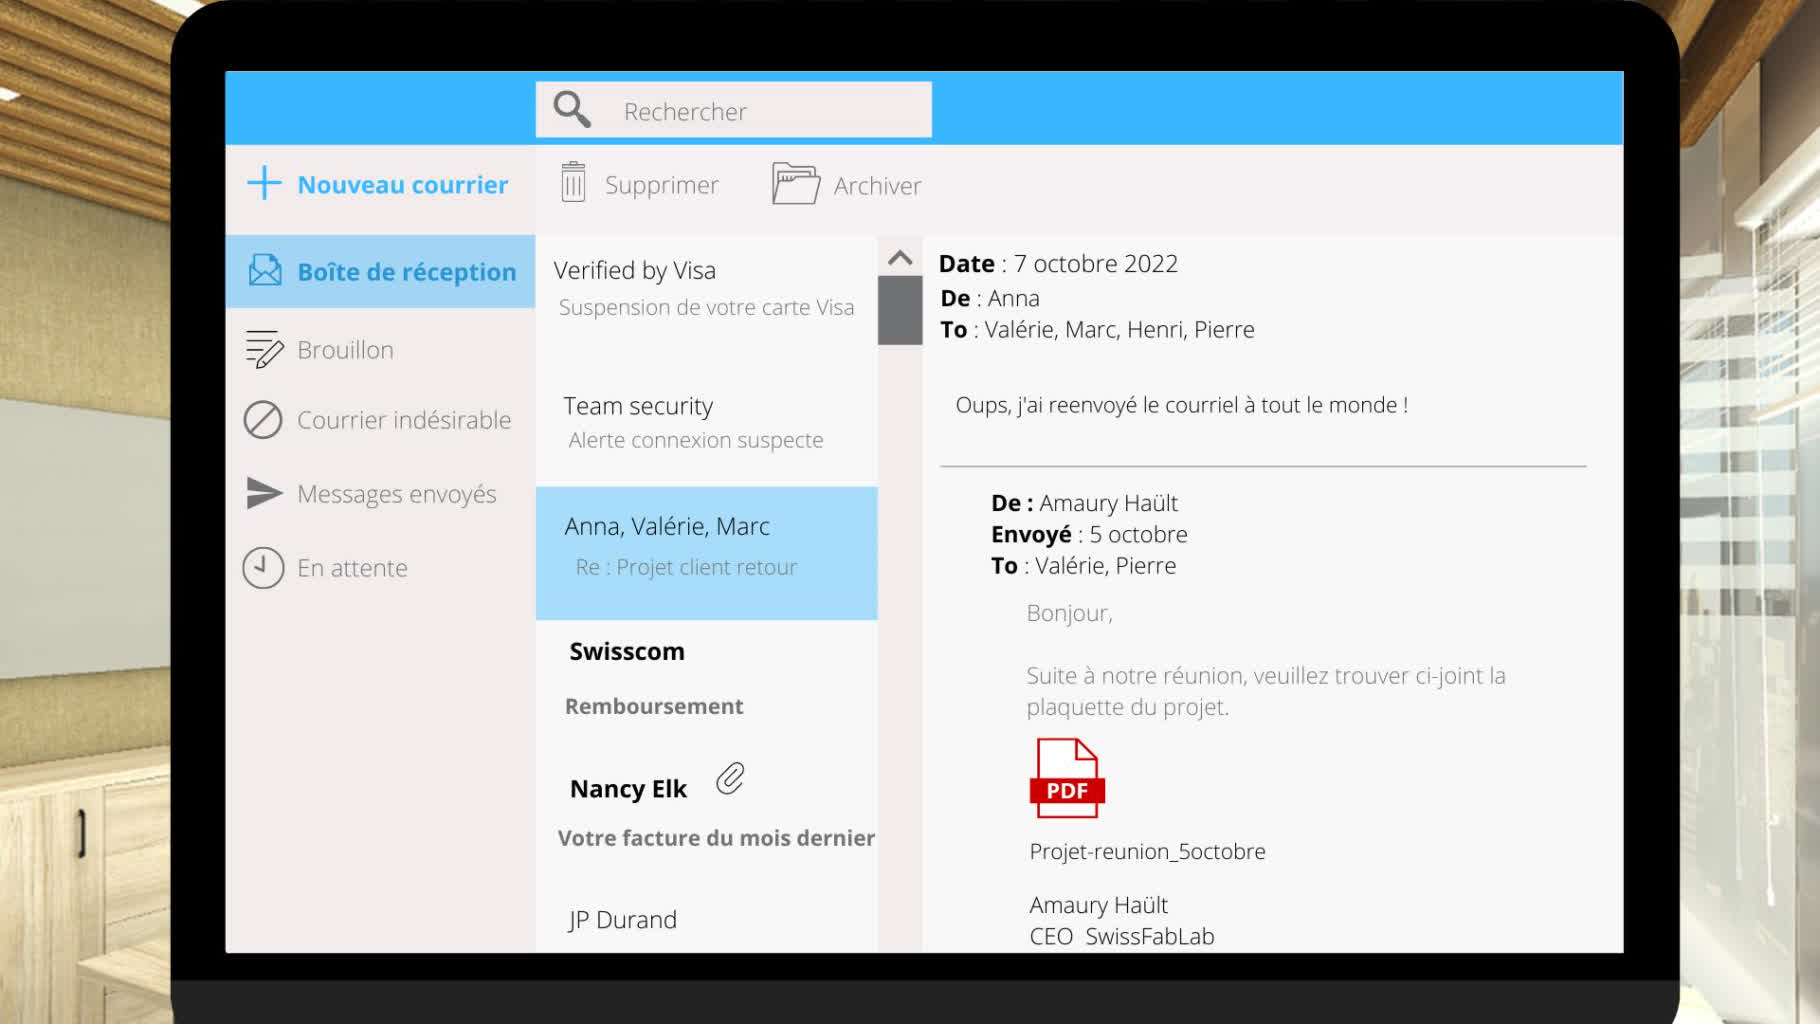 Rechercher
Nouveau courrier
Supprimer
Archiver
Boîte de réception
Brouillon
Courrier indésirable
Messages envoyés
En attente
Verified by Visa
Suspension de votre carte Visa
Team security
Alerte connexion suspecte
Anna, Valérie, Marc
Re : Projet client retour
Swisscom
Remboursement
Nancy Elk
Votre facture du mois dernier
JP Durand
Date : 7 octobre 2022
De : Anna
To : Valérie, Marc, Henri, Pierre
Oups, j'ai reenvoyé le courriel à tout le monde !
De : Amaury Haült
Envoyé : 5 octobre
To : Valérie, Pierre
Bonjour,
Suite à notre réunion, veuillez trouver ci-joint la
plaquette du projet.
PDF
Projet-reunion_5octobre
Amaury Haült
CEO SwissFabLab